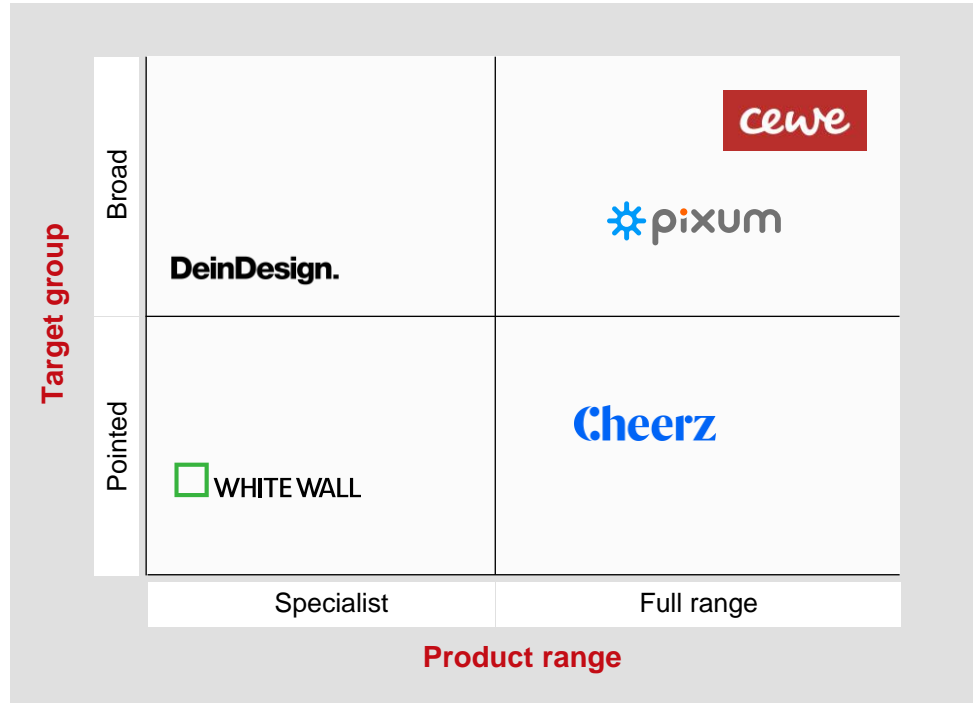 Target group
Broad
Pointed
cewe
pixum
DeinDesign.
Cheerz
WHITE WALL
Specialist
Full range
Product range